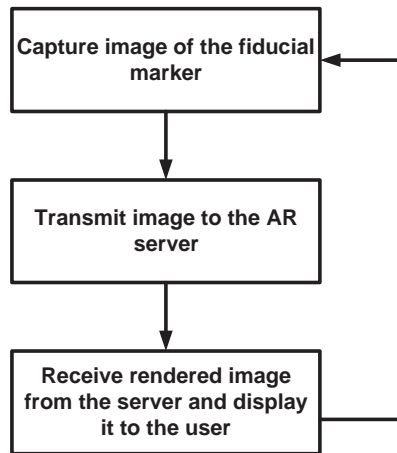 Capture image of the fiducial
marker
Transmit image to the AR
server
Receive rendered image
from the server and display
it to the user